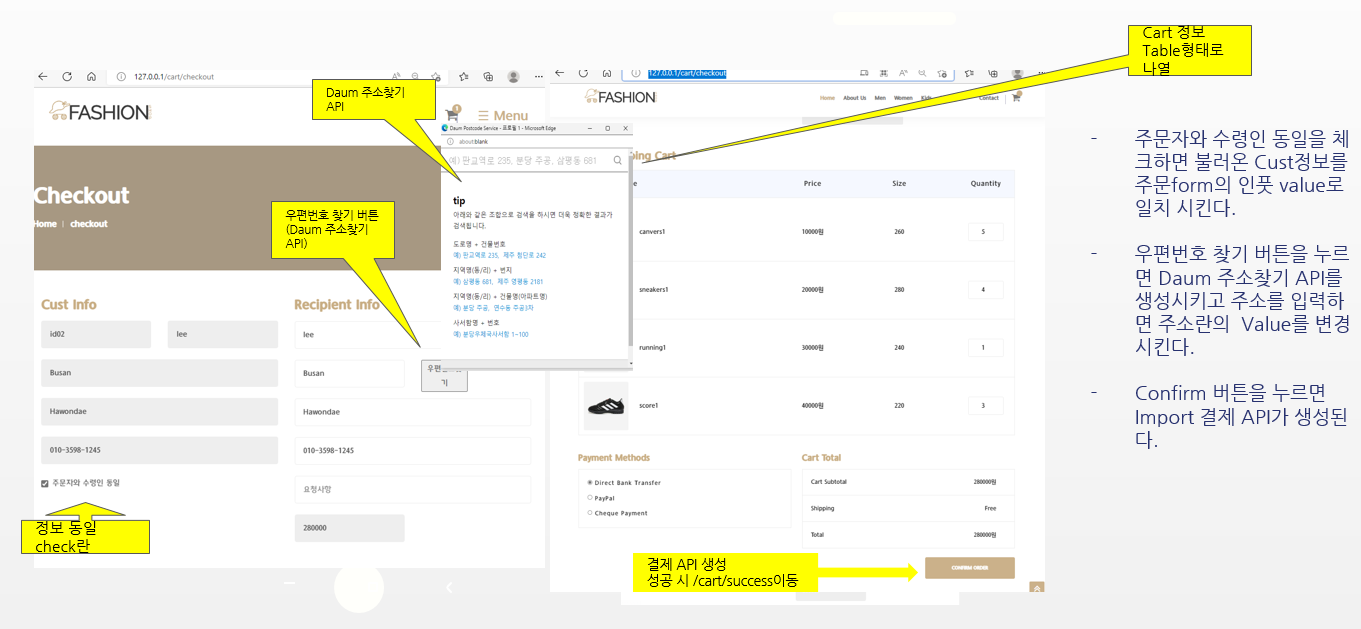 Cart 정보
Table형태로
나열
127.0.0.1/cart/checkout
127.0.0.1/cart/checkout
Daum 주소찾기
API
FASHION
1
Menu
FASHION
Home About Us Men Women Kids Contact
Daum Postcode Service - 프로필 1 - Microsoft Edge
about:blank
예) 판교역로 235, 분당 주공, 삼평동 681
tip
아래와 같은 조합으로 검색을 하시면 더욱 정확한 결과가
검색됩니다.
도로명 + 건물번호
예) 판교역로 235, 제주 첨단로 242
지역명(동/리) + 번지
예) 삼평동 681, 제주 영평동 2181
지역명(동/리) + 건물명(아파트명)
예) 분당 주공, 연수동 주공3차
사서함명 + 번호
예) 분당우체국사서함 1~100
Checkout
Home | checkout
우편번호 찾기 버튼
(Daum 주소찾기
API)
Cust Info
id02 lee
Busan
Hawondae
010-3598-1245
주문자와 수령인 동일
정보 동일
check란
Recipient Info
lee
Busan
기
Hawondae
010-3598-1245
요청사항
280000
ping Cart
e Price Size Quantity
canvers1 10000원 260 5
sneakers1 20000원 280 4
running1 30000원 240 1
score1 40000원 220 3
Payment Methods
Direct Bank Transfer
PayPal
Cheque Payment
Cart Total
Cart Subtotal 280000원
Shipping Free
Total 280000원
CONFIRM ORDER
결제 API 생성
성공 시 /cart/success이동
- 주문자와 수령인 동일을 체
크하면 불러온 Cust정보를
주문form의 인풋 value로
일치 시킨다.
- 우편번호 찾기 버튼을 누르
면 Daum 주소찾기 API를
생성시키고 주소를 입력하
면 주소란의 Value를 변경
시킨다.
- Confirm 버튼을 누르면
Import 결제 API가 생성된
다.